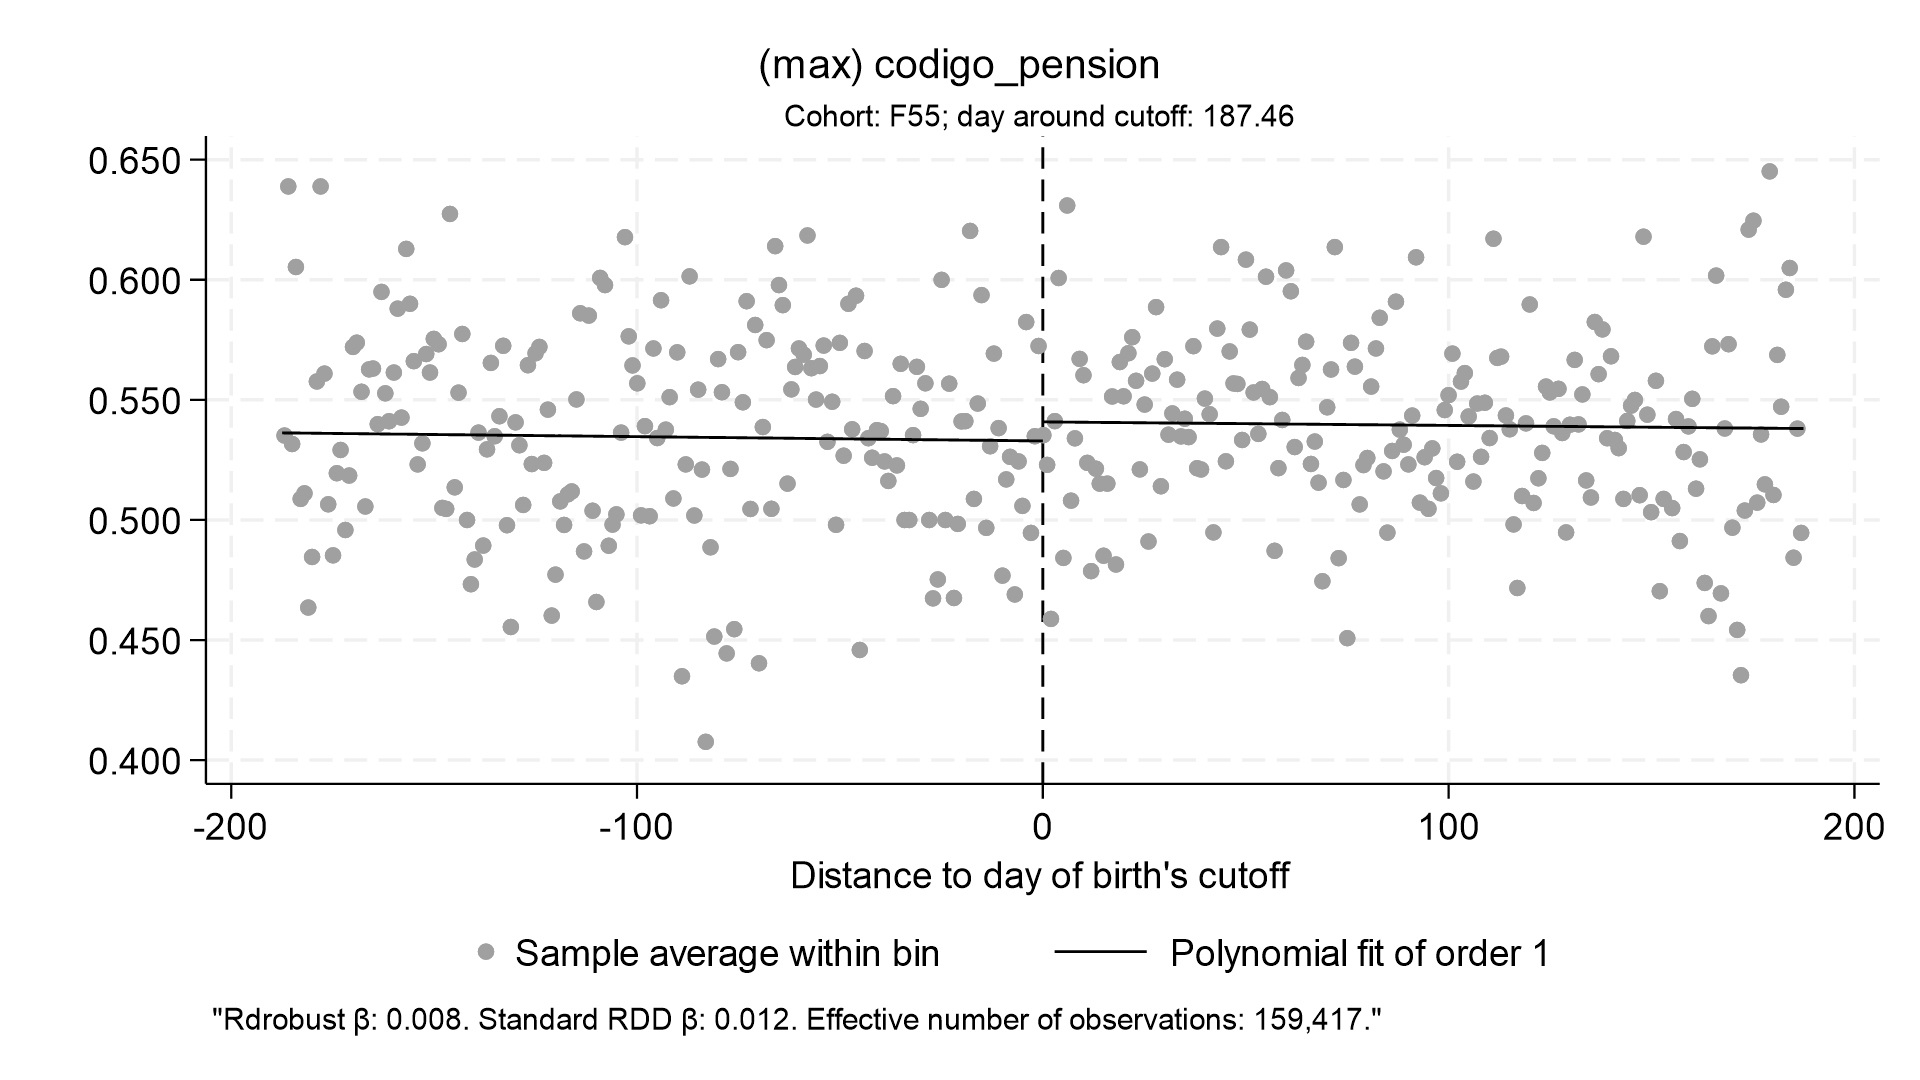 (max) codigo_pension
Cohort: F55; day around cutoff: 187.46
0.650
0.600
0.550
0.500
0.450
0.400
-200 -100 0 100 200
Distance to day of birth's cutoff
Sample average within bin Polynomial fit of order 1
"Rdrobust β: 0.008. Standard RDD β: 0.012. Effective number of observations: 159,417."